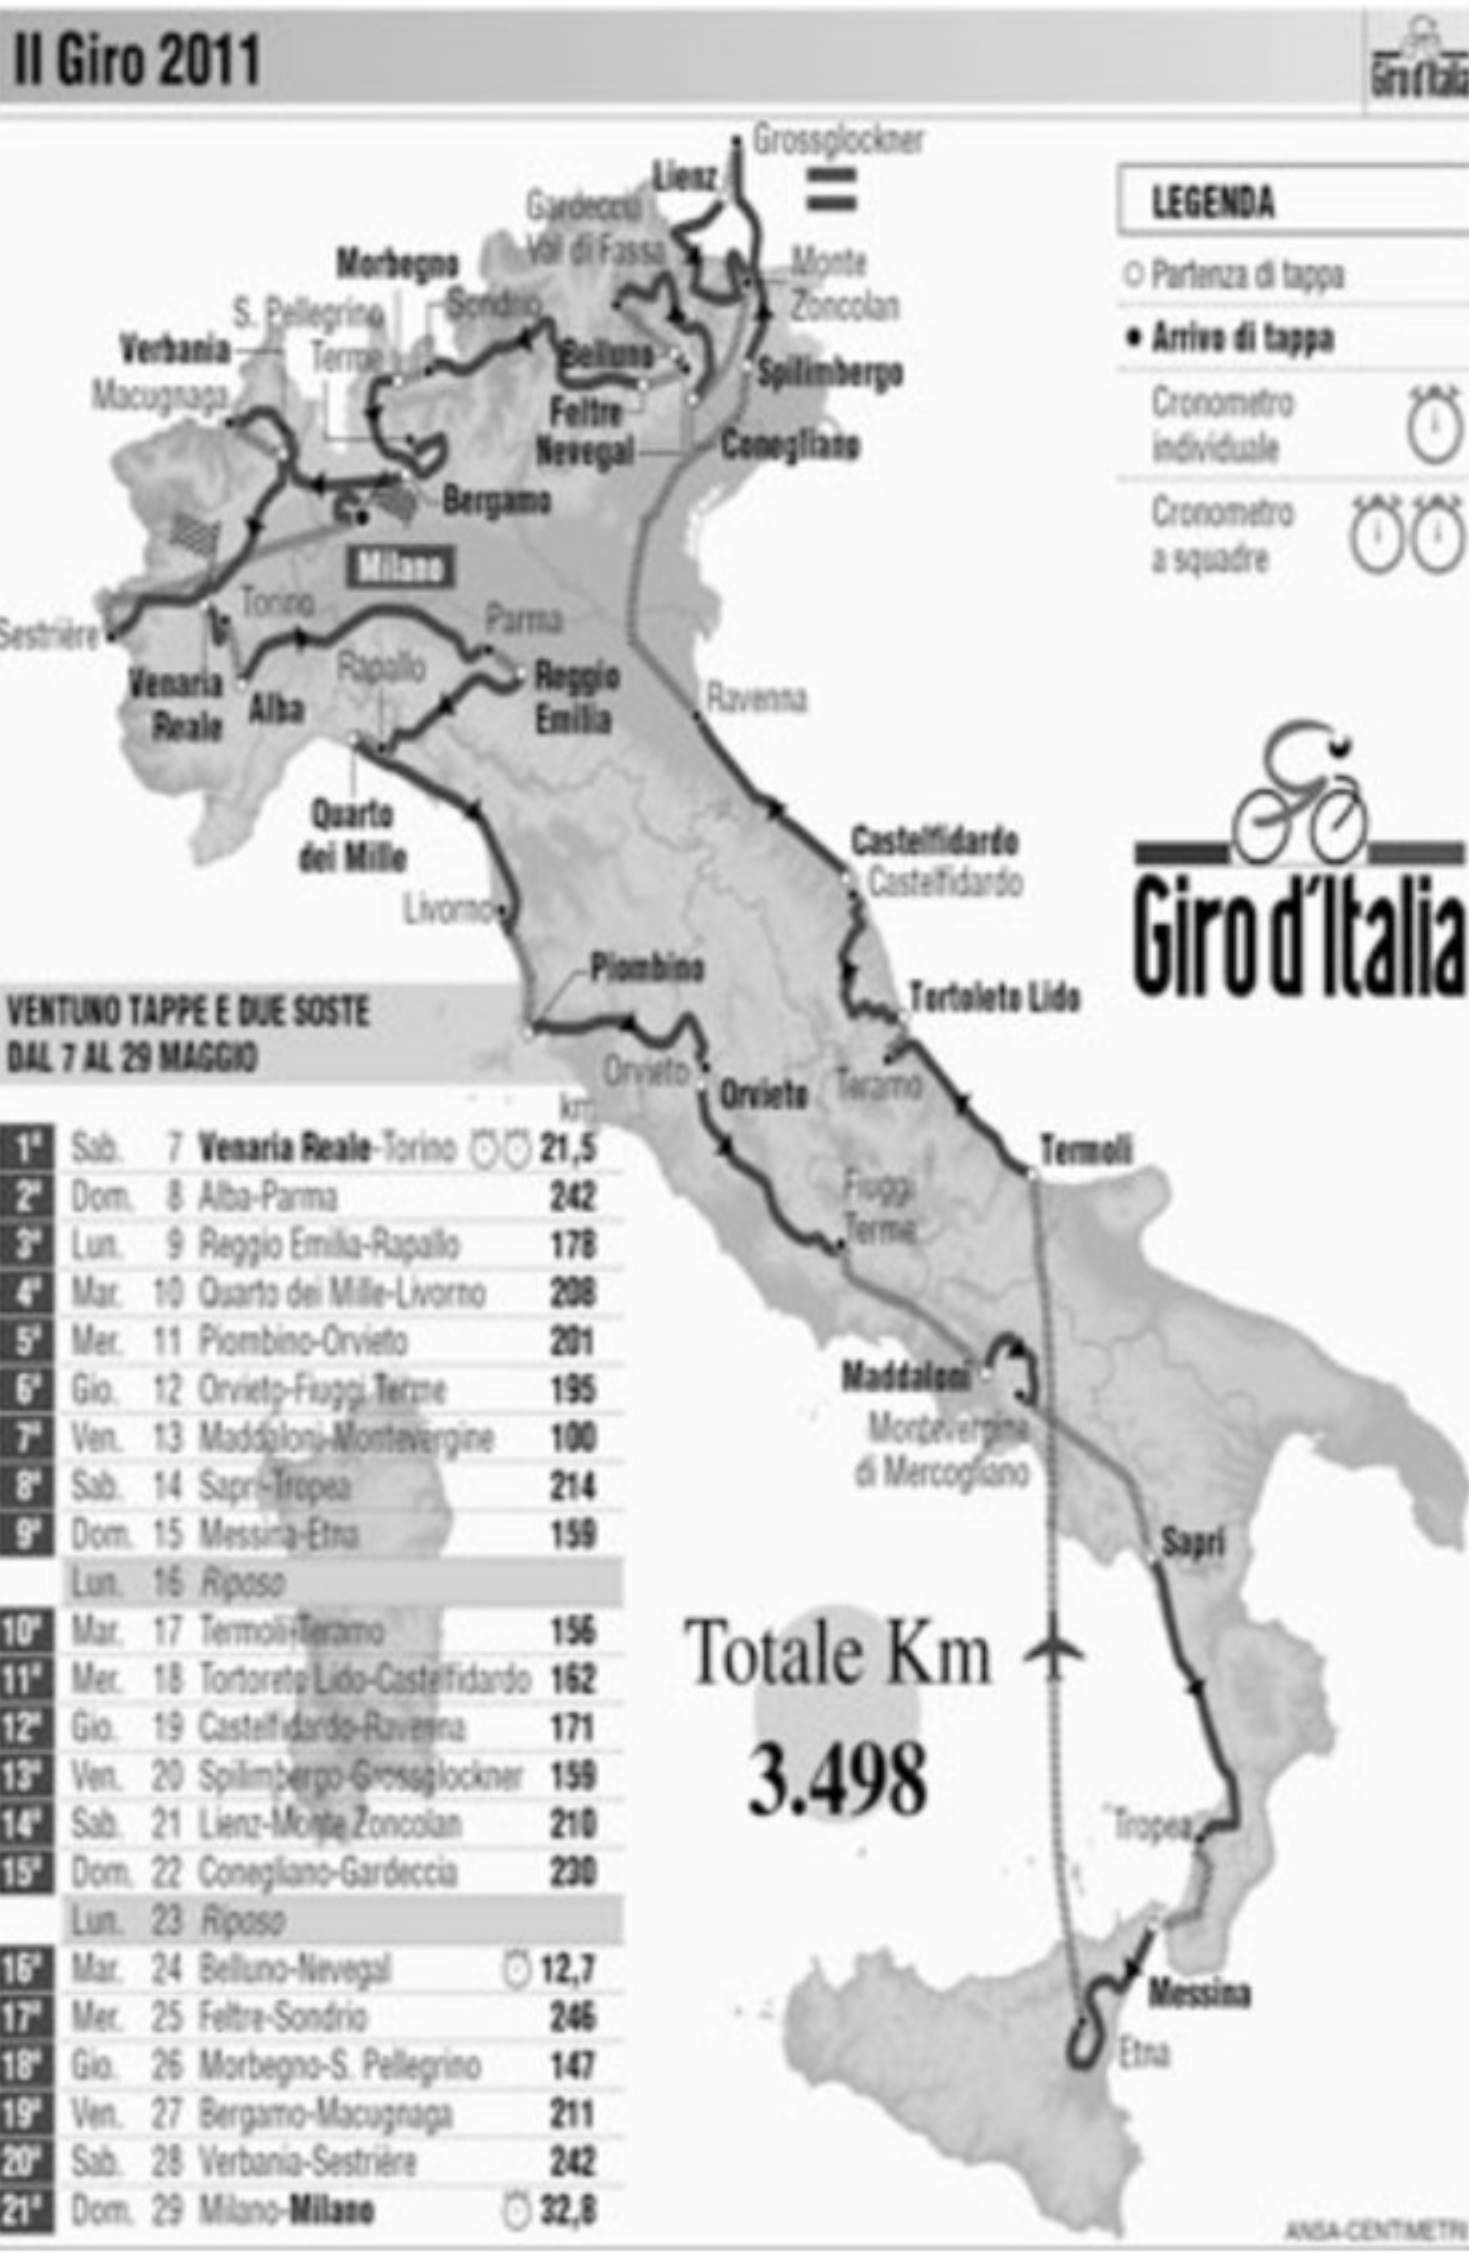 Il Giro 2011
Giro d'Italia
Grossglockner
Lienz
Gardeccia
Val di Fassa
Morbegno
Monte
Zoncolan
S. Pellegrino
Terme
Sondrio
Verbania
Macugnaga
Belluno
Spilimbergo
Feltre
Nevegal
Conegliano
Bergamo
Milano
Torino
Sestrière
Parma
Rapallo
Venaria
Reale
Alba
Reggio
Emilia
Ravenna
Quarto
dei Mille
Castelfidardo
Castelfidardo
Livorno
Piombino
Tortoleto Lido
Orvieto
Orvieto
Teramo
Termoli
Fiuggi
Terme
Maddaloni
Montevergine
di Mercogliano
Sapri
Tropea
Messina
Etna
LEGENDA
Partenza di tappa
Arrivo di tappa
Cronometro
individuale
Cronometro
a squadre
Giro d'Italia
VENTUNO TAPPE E DUE SOSTE
DAL 7 AL 29 MAGGIO
km
1ª Sab. 7 Venaria Reale-Torino 21,5
2ª Dom. 8 Alba-Parma 242
3ª Lun. 9 Reggio Emilia-Rapallo 178
4ª Mar. 10 Quarto dei Mille-Livorno 208
5ª Mer. 11 Piombino-Orvieto 201
6ª Gio. 12 Orvieto-Fiuggi Terme 195
7ª Ven. 13 Maddaloni-Montevergine 100
8ª Sab. 14 Sapri-Tropea 214
9ª Dom. 15 Messina-Etna 159
Lun. 16 Riposo
10ª Mar. 17 Termoli-Teramo 156
11ª Mer. 18 Tortoreto Lido-Castelfidardo 162
12ª Gio. 19 Castelfidardo-Ravenna 171
13ª Ven. 20 Spilimbergo-Grossglockner 159
14ª Sab. 21 Lienz-Monte Zoncolan 210
15ª Dom. 22 Conegliano-Gardeccia 230
Lun. 23 Riposo
16ª Mar. 24 Belluno-Nevegal 12,7
17ª Mer. 25 Feltre-Sondrio 246
18ª Gio. 26 Morbegno-S. Pellegrino 147
19ª Ven. 27 Bergamo-Macugnaga 211
20ª Sab. 28 Verbania-Sestrière 242
21ª Dom. 29 Milano-Milano 32,8
Totale Km
3.498
ANSA-CENTIMETRI